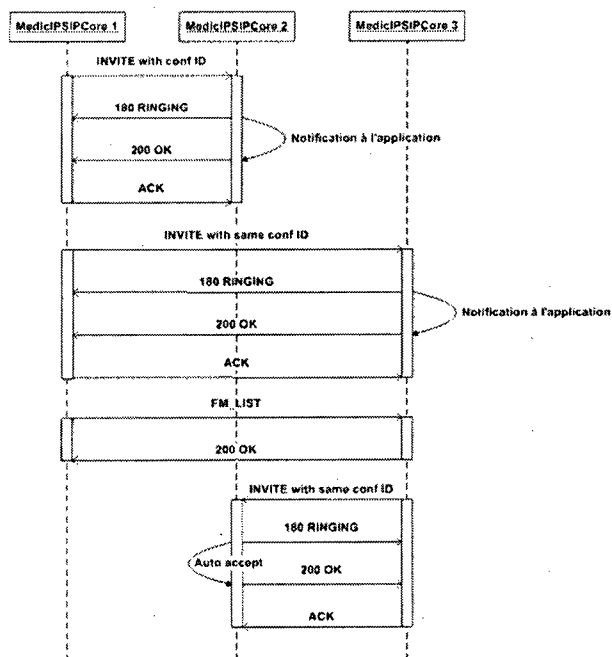 MedicIPSIPCore 1
MedicIPSIPCore 2
MedicIPSIPCore 3
INVITE with conf ID
180 RINGING
Notification à l'application
200 OK
ACK
INVITE with same conf ID
180 RINGING
Notification à l'application
200 OK
ACK
FM_LIST
200 OK
INVITE with same conf ID
180 RINGING
Auto accept
200 OK
ACK